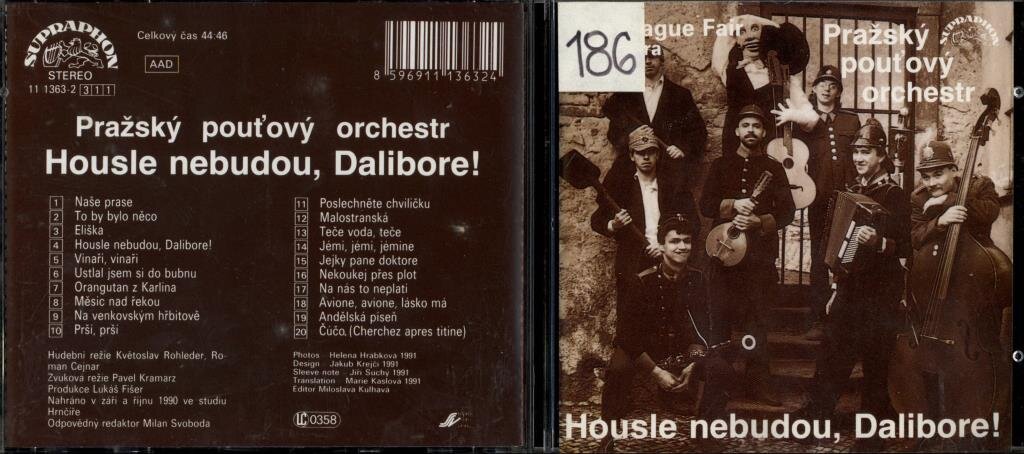 SUPRAPHON
STEREO
11 1363-2 311
Celkový čas 44:46
AAD
8 596911 136324
Pražský pouťový orchestr
Housle nebudou, Dalibore!
1 Naše prase
2 To by bylo něco
3 Eliška
4 Housle nebudou, Dalibore!
5 Vinaři, vinaři
6 Ustlal jsem si do bubnu
7 Orangutan z Karlina
8 Měsíc nad řekou
9 Na venkovským hřbitově
10 Prší, prší
11 Poslechněte chviličku
12 Malostranská
13 Teče voda, teče
14 Jémi, jémi, jémine
15 Jejky pane doktore
16 Nekoukej přes plot
17 Na nás to neplatí
18 Avione, avione, lásko má
19 Andělská píseň
20 Čůčo, (Cherchez apres titine)
Hudební režie Květoslav Rohleder, Ro-
man Cejnar
Zvuková režie Pavel Kramarz
Produkce Lukáš Fišer
Nahráno v září a říjnu 1990 ve studiu
Hrnčíře
Odpovědný redaktor Milan Svoboda
Photos Helena Hrabková 1991
Design Jakub Krejčí 1991
Sleeve note Jiří Suchý 1991
Translation Marie Kaslová 1991
Editor Miloslava Kulhavá
LC 0358
186
ague Fair
ra
Pražský
pouťový
orchestr
SUPRAPHON
Housle nebudou, Dalibore!